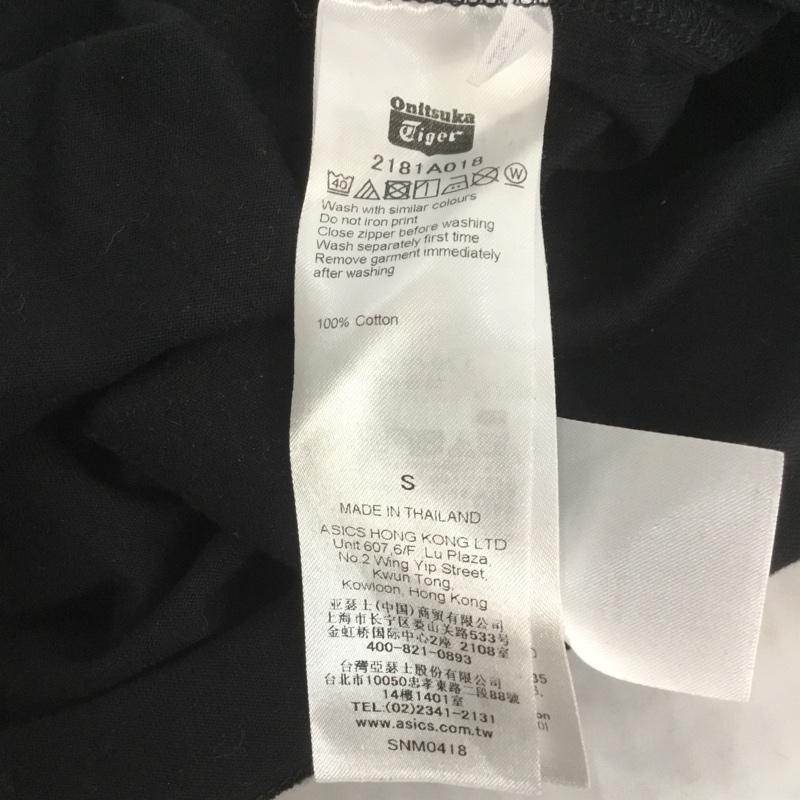 Onitsuka
Tiger
2181A018
40 W
Wash with similar colours
Do not iron print
Close zipper before washing
Wash separately first time
Remove garment immediately
after washing
100% Cotton
S
MADE IN THAILAND
ASICS HONG KONG LTD
Unit 607,6/F, Lu Plaza,
No.2 Wing Yip Street,
Kwun Tong,
Kowloon, Hong Kong
亚瑟士(中国)商贸有限公司
上海市长宁区娄山关路533号
金虹桥国际中心2座 2108室
400-821-0893
台灣亞瑟士股份有限公司
台北市10050忠孝東路二段88號
14樓1401室
TEL:(02)2341-2131
www.asics.com.tw
SNM0418